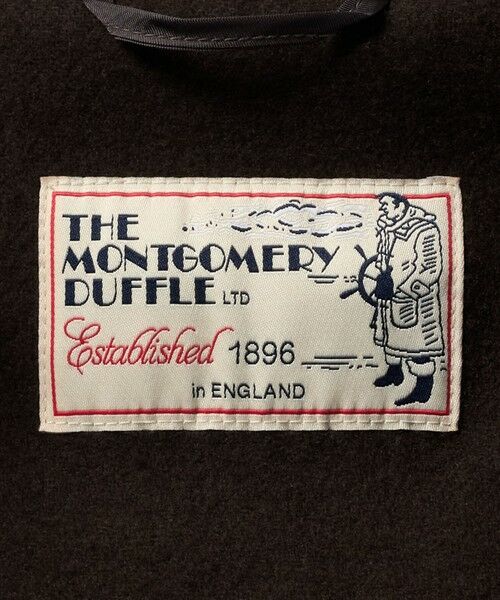 THE
MONTGOMERY
DUFFLE LTD
Established 1896
in ENGLAND